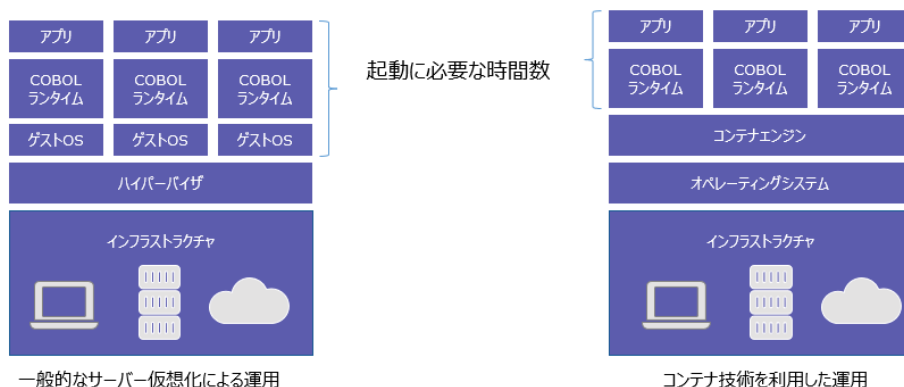 アプリ
アプリ
アプリ
COBOL
ランタイム
COBOL
ランタイム
COBOL
ランタイム
ゲストOS
ゲストOS
ゲストOS
ハイパーバイザ
インフラストラクチャ
一般的なサーバー仮想化による運用
起動に必要な時間数
アプリ
アプリ
アプリ
COBOL
ランタイム
COBOL
ランタイム
COBOL
ランタイム
コンテナエンジン
オペレーティングシステム
インフラストラクチャ
コンテナ技術を利用した運用